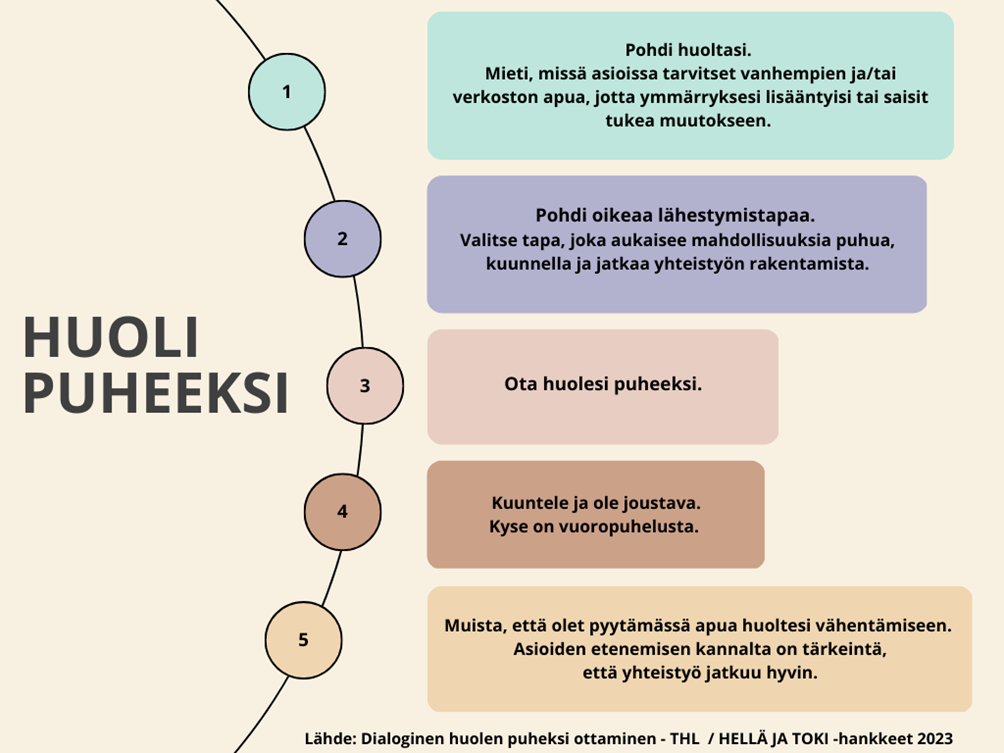 HUOLI
PUHEEKSI
1
Pohdi huoltasi.
Mieti, missä asioissa tarvitset vanhempien ja/tai
verkoston apua, jotta ymmärryksesi lisääntyisi tai saisit
tukea muutokseen.
2
Pohdi oikeaa lähestymistapaa.
Valitse tapa, joka aukaisee mahdollisuuksia puhua,
kuunnella ja jatkaa yhteistyön rakentamista.
3
Ota huolesi puheeksi.
4
Kuuntele ja ole joustava.
Kyse on vuoropuhelusta.
5
Muista, että olet pyytämässä apua huoltesi vähentämiseen.
Asioiden etenemisen kannalta on tärkeintä,
että yhteistyö jatkuu hyvin.
Lähde: Dialoginen huolen puheksi ottaminen - THL / HELLÄ JA TOKI -hankkeet 2023